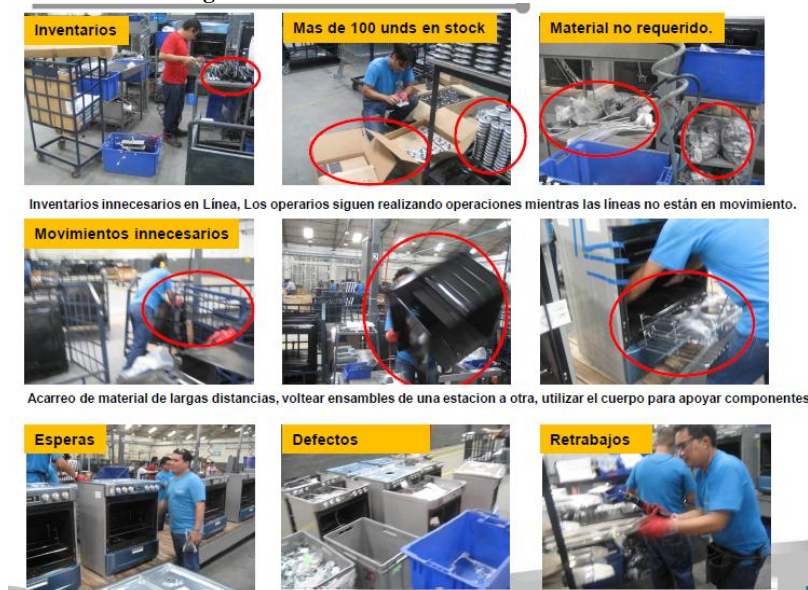 Inventarios
Mas de 100 unds en stock
Material no requerido.
Inventarios innecesarios en Línea, Los operarios siguen realizando operaciones mientras las líneas no están en movimiento.
Movimientos innecesarios
Acarreo de material de largas distancias, voltear ensambles de una estacion a otra, utilizar el cuerpo para apoyar componentes
Esperas
Defectos
Retrabajos